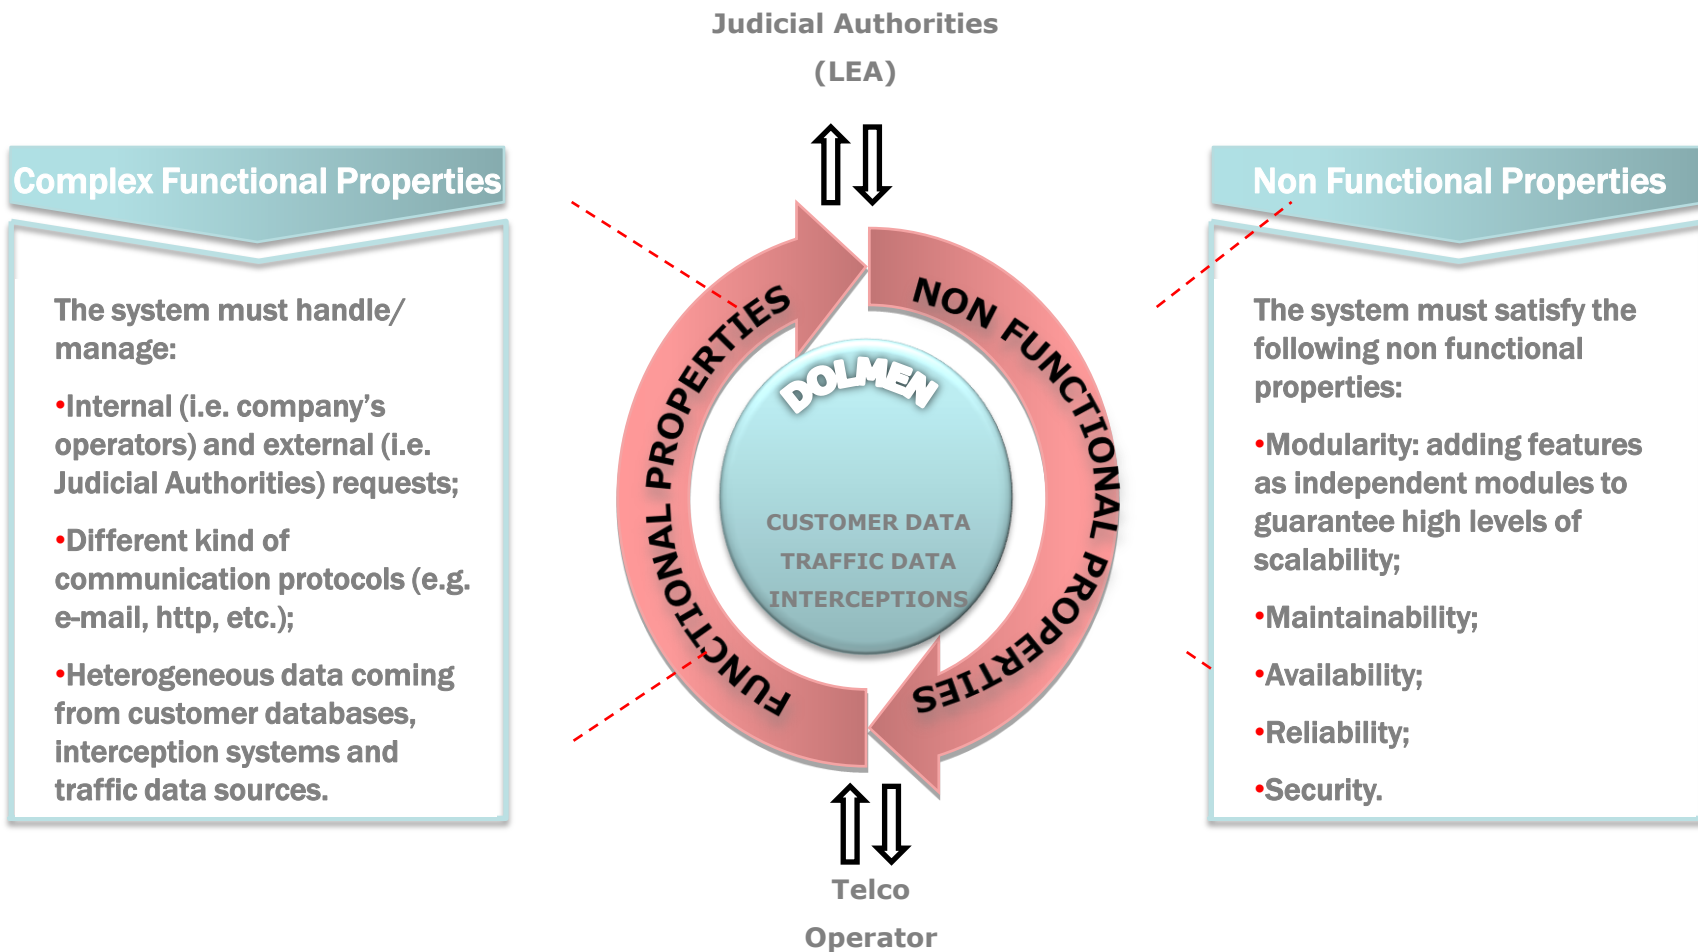 Judicial Authorities
(LEA)
Complex Functional Properties
The system must handle/
manage:
•Internal (i.e. company’s
operators) and external (i.e.
Judicial Authorities) requests;
•Different kind of
communication protocols (e.g.
e-mail, http, etc.);
•Heterogeneous data coming
from customer databases,
interception systems and
traffic data sources.
FUNCTIONAL PROPERTIES
NON FUNCTIONAL PROPERTIES
DOLMEN
CUSTOMER DATA
TRAFFIC DATA
INTERCEPTIONS
Telco
Operator
Non Functional Properties
The system must satisfy the
following non functional
properties:
•Modularity: adding features
as independent modules to
guarantee high levels of
scalability;
•Maintainability;
•Availability;
•Reliability;
•Security.